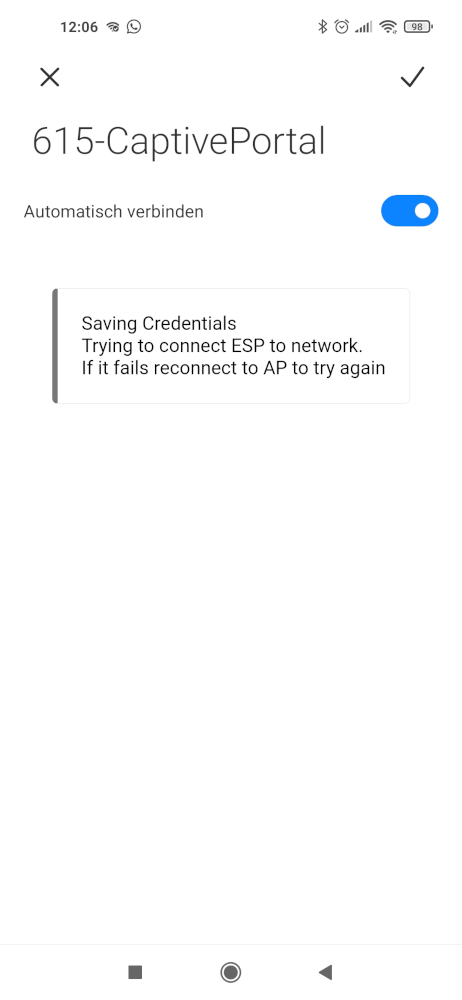 12:06
98
615-CaptivePortal
Automatisch verbinden
Saving Credentials
Trying to connect ESP to network.
If it fails reconnect to AP to try again